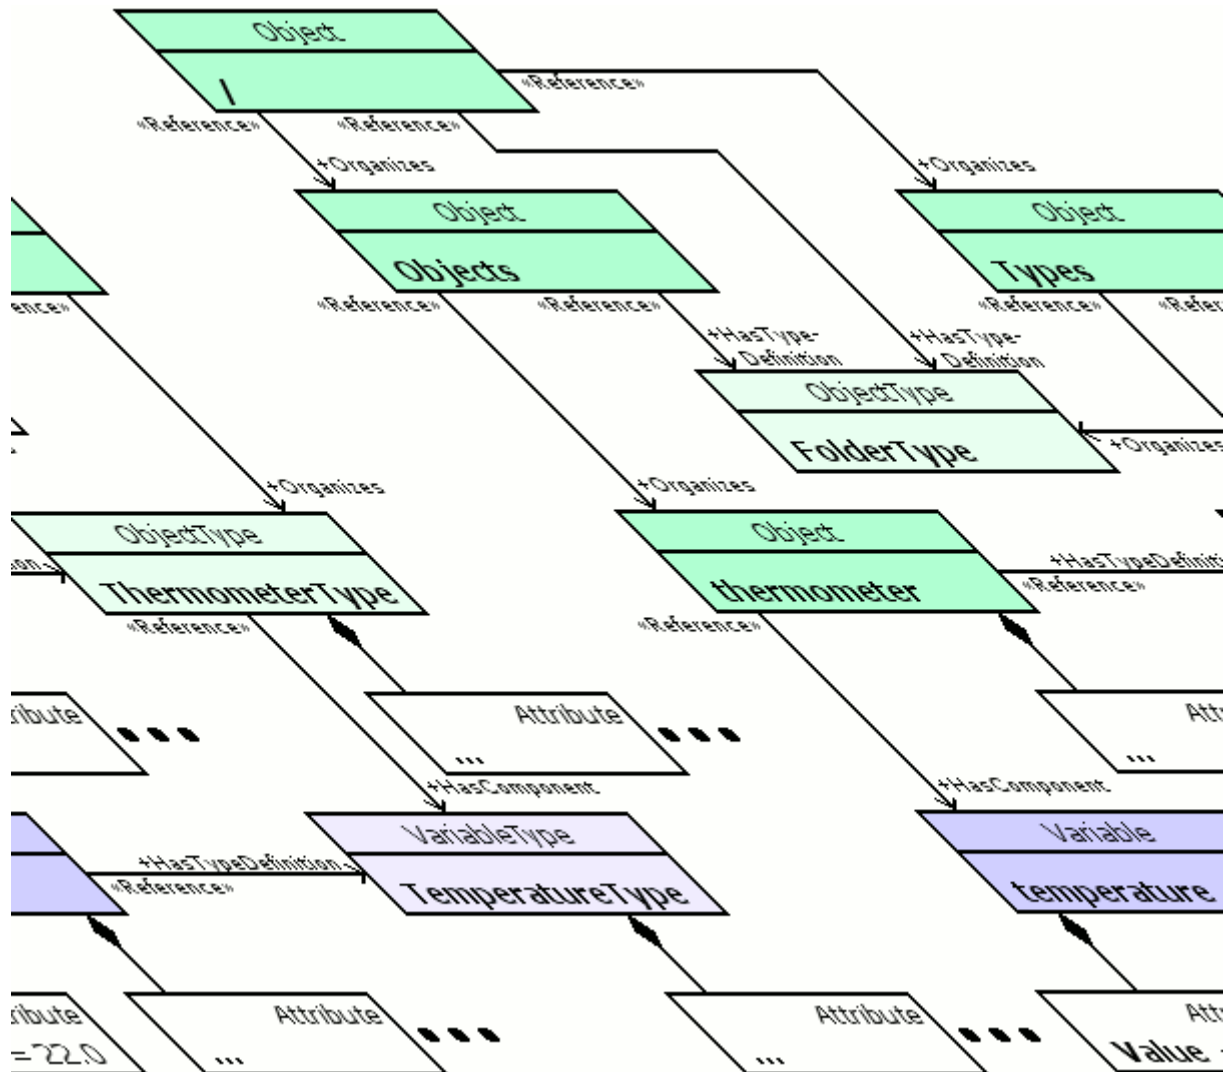 Object
\
«Reference»
«Reference»
«Reference»
+Organizes
+Organizes
Object
Objects
Object
Types
«Reference»
«Reference»
«Reference»
+HasType-
Definition
+HasType-
Definition
ObjectType
FolderType
+Organizes
+Organizes
+Organizes
ObjectType
ThermometerType
Object
thermometer
«Reference»
«Reference»
«Reference»
Attribute
...
...
+HasComponent
+HasComponent
VariableType
TemperatureType
Variable
temperature
+HasTypeDefinition
«Reference»
Attribute
...
Attribute
...
= 22.0
Value